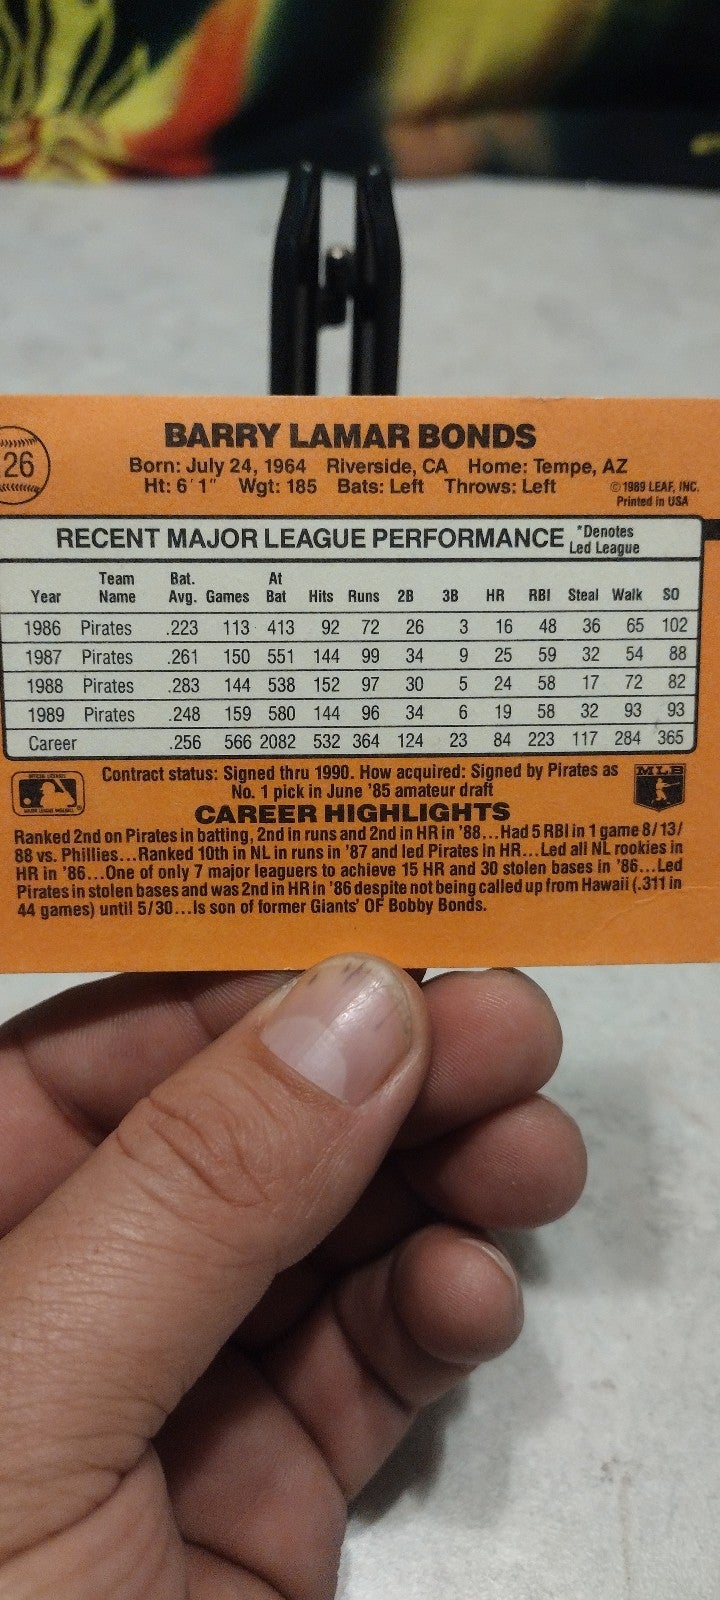 26
BARRY LAMAR BONDS
Born: July 24, 1964 Riverside, CA Home: Tempe, AZ
Ht: 6'1" Wgt: 185 Bats: Left Throws: Left
© 1989 LEAF, INC.
Printed in USA
RECENT MAJOR LEAGUE PERFORMANCE *Denotes
Led League
Year Team Name Bat. Avg. Games At Bat Hits Runs 2B 3B HR RBI Steal Walk SO
1986 Pirates .223 113 413 92 72 26 3 16 48 36 65 102
1987 Pirates .261 150 551 144 99 34 9 25 59 32 54 88
1988 Pirates .283 144 538 152 97 30 5 24 58 17 72 82
1989 Pirates .248 159 580 144 96 34 6 19 58 32 93 93
Career .256 566 2082 532 364 124 23 84 223 117 284 365
Contract status: Signed thru 1990. How acquired: Signed by Pirates as
No. 1 pick in June '85 amateur draft
MLB
CAREER HIGHLIGHTS
Ranked 2nd on Pirates in batting, 2nd in runs and 2nd in HR in '88...Had 5 RBI in 1 game 8/13/
88 vs. Phillies...Ranked 10th in NL in runs in '87 and led Pirates in HR...Led all NL rookies in
HR in '86...One of only 7 major leaguers to achieve 15 HR and 30 stolen bases in '86...Led
Pirates in stolen bases and was 2nd in HR in '86 despite not being called up from Hawaii (.311 in
44 games) until 5/30...Is son of former Giants' OF Bobby Bonds.